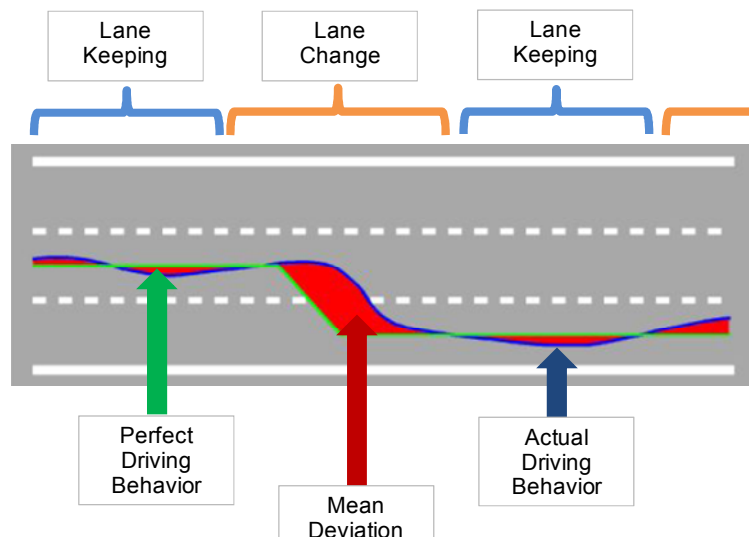 Lane
Keeping
Lane
Change
Lane
Keeping
Perfect
Driving
Behavior
Mean
Deviation
Actual
Driving
Behavior